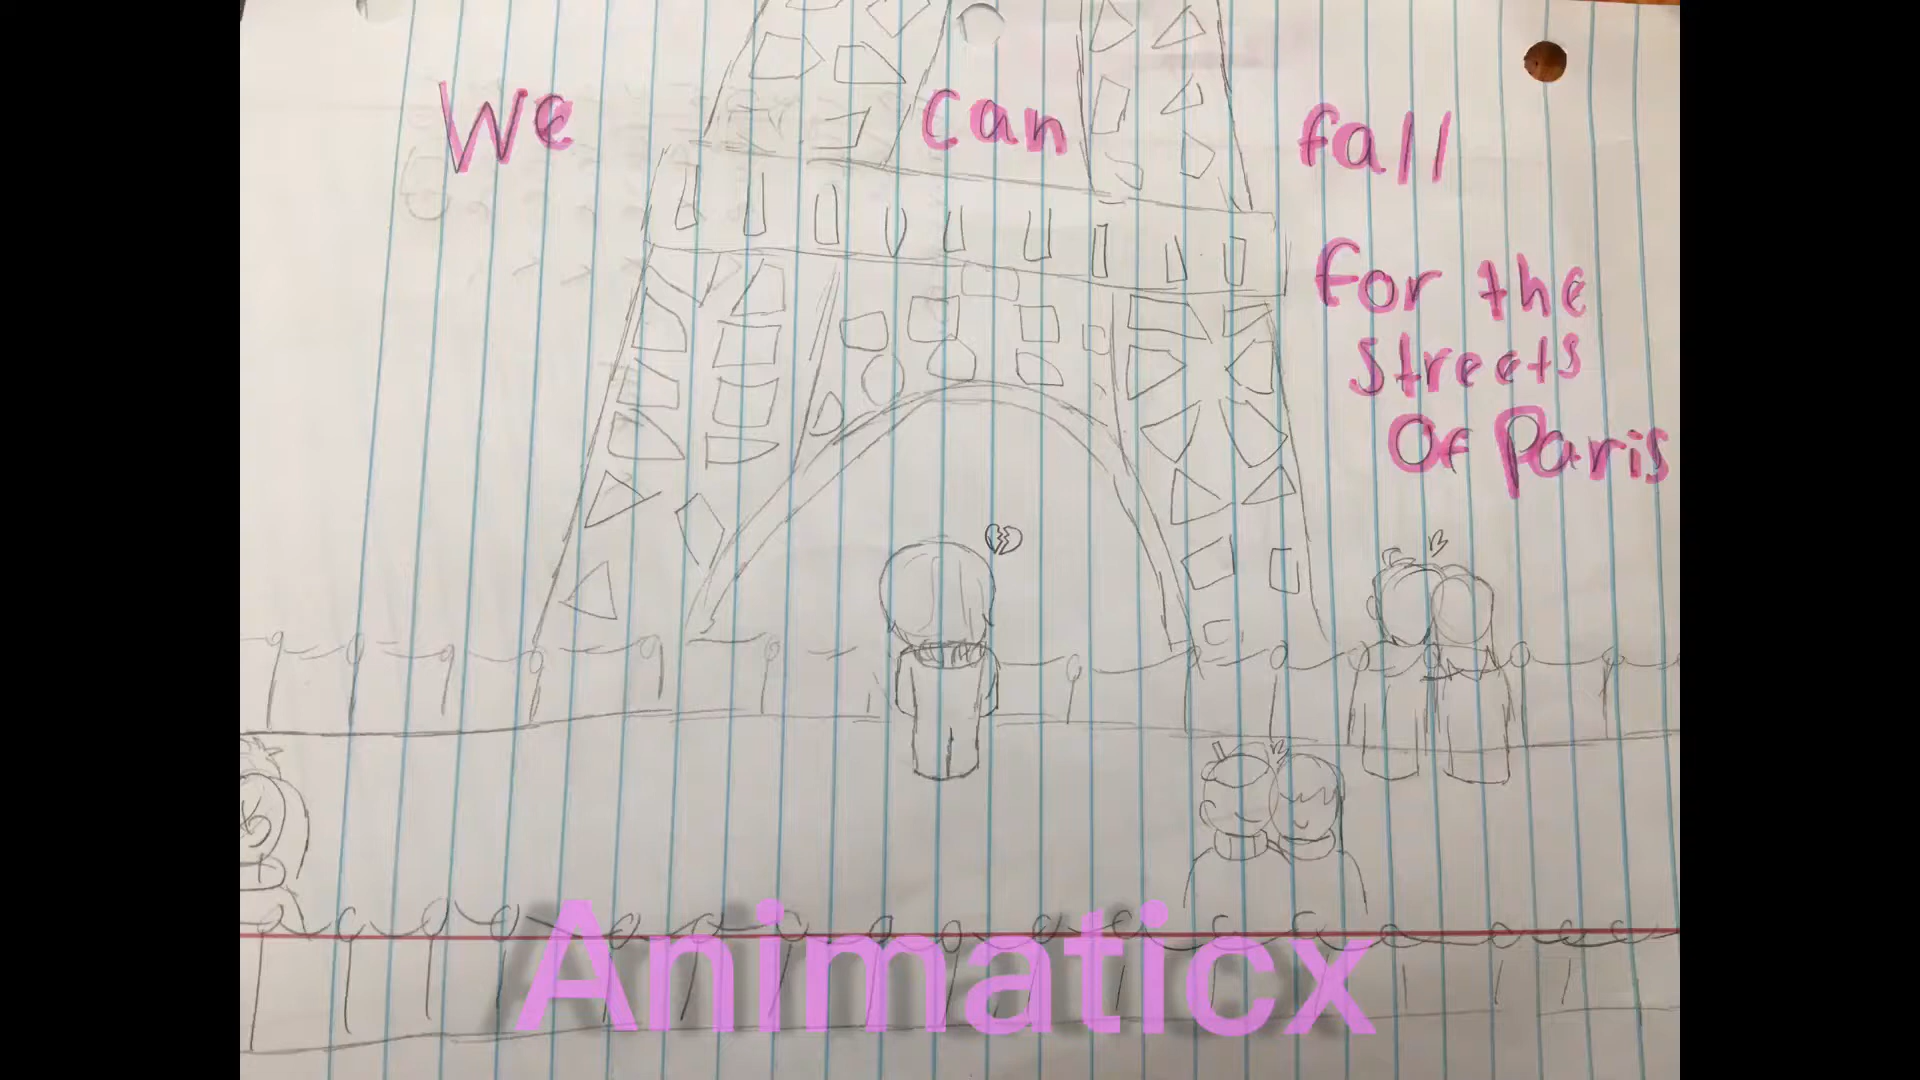 We can fall
for the
streets
Of Paris
Animaticx